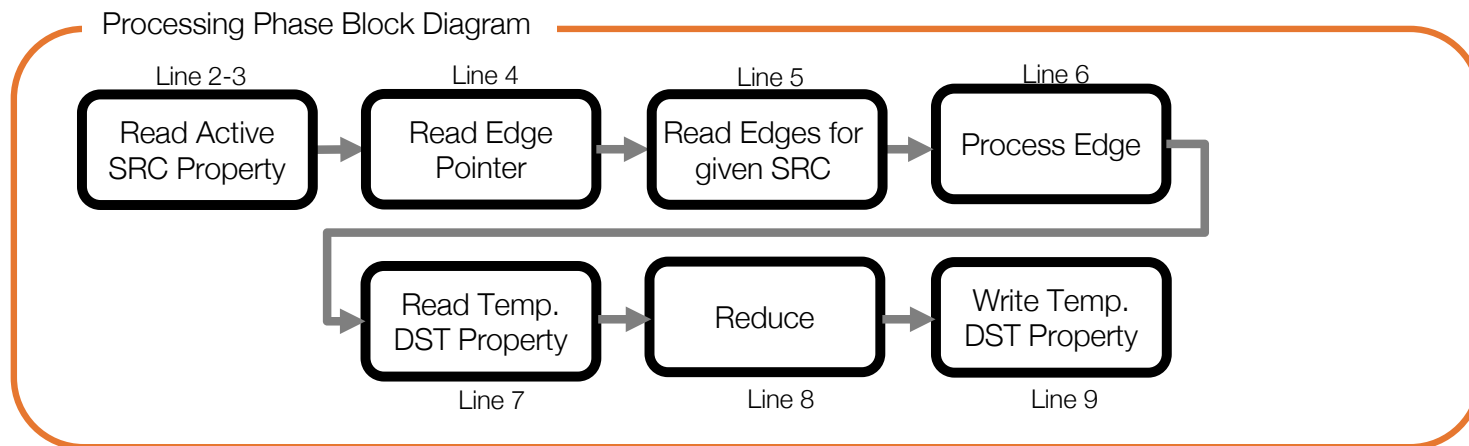 Processing Phase Block Diagram
Line 2-3
Line 4
Line 5
Line 6
Read Active
SRC Property
Read Edge
Pointer
Read Edges for
given SRC
Process Edge
Read Temp.
DST Property
Reduce
Write Temp.
DST Property
Line 7
Line 8
Line 9